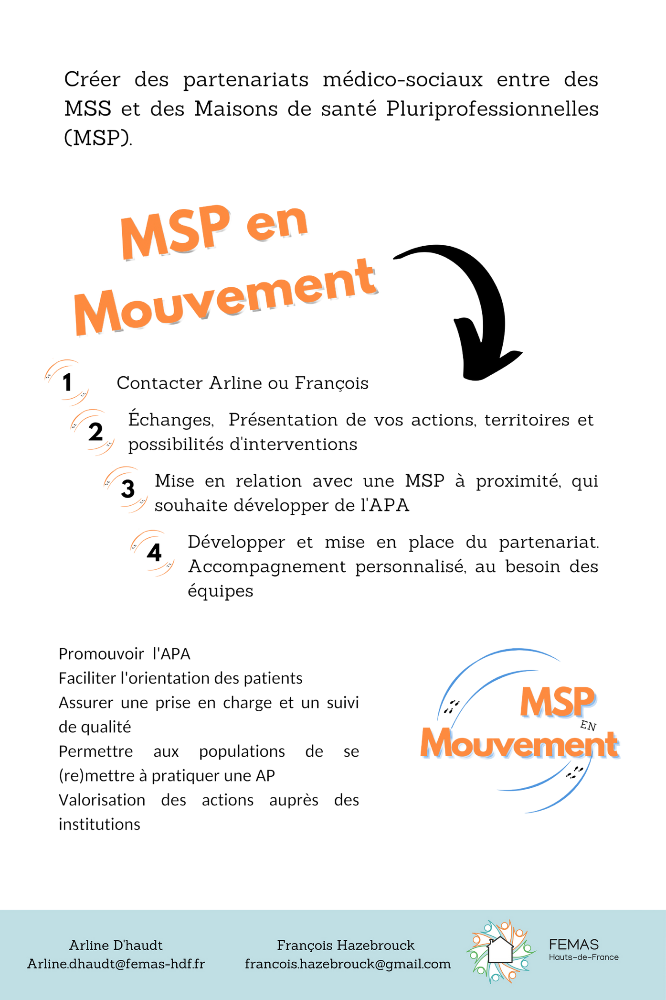 Créer des partenariats médico-sociaux entre des
MSS et des Maisons de santé Pluriprofessionnelles
(MSP).
MSP en
Mouvement
1 Contacter Arline ou François
2 Échanges, Présentation de vos actions, territoires et
possibilités d'interventions
3 Mise en relation avec une MSP à proximité, qui
souhaite développer de l'APA
4 Développer et mise en place du partenariat.
Accompagnement personnalisé, au besoin des
équipes
Promouvoir l'APA
Faciliter l'orientation des patients
Assurer une prise en charge et un suivi
de qualité
Permettre aux populations de se
(re)mettre à pratiquer une AP
Valorisation des actions auprès des
institutions
MSP
EN
Mouvement
Arline D'haudt
Arline.dhaudt@femas-hdf.fr
François Hazebrouck
francois.hazebrouck@gmail.com
FEMAS
Hauts-de-France